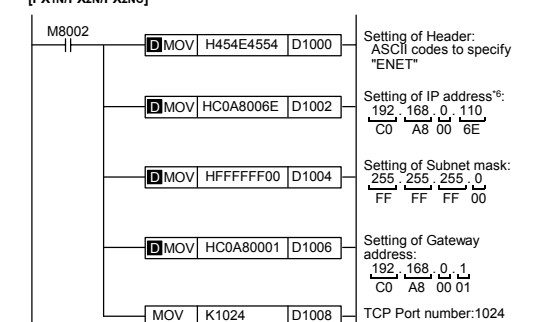 [FX1N/FX2N/FX2NC]
M8002
D MOV H454E4554 D1000
Setting of Header:
ASCII codes to specify
"ENET"
D MOV HC0A8006E D1002
Setting of IP address*6:
192 . 168 . 0 . 110
C0 A8 00 6E
D MOV HFFFFFF00 D1004
Setting of Subnet mask:
255 . 255 . 255 . 0
FF FF FF 00
D MOV HC0A80001 D1006
Setting of Gateway
address:
192 . 168 . 0 . 1
C0 A8 00 01
MOV K1024 D1008
TCP Port number:1024